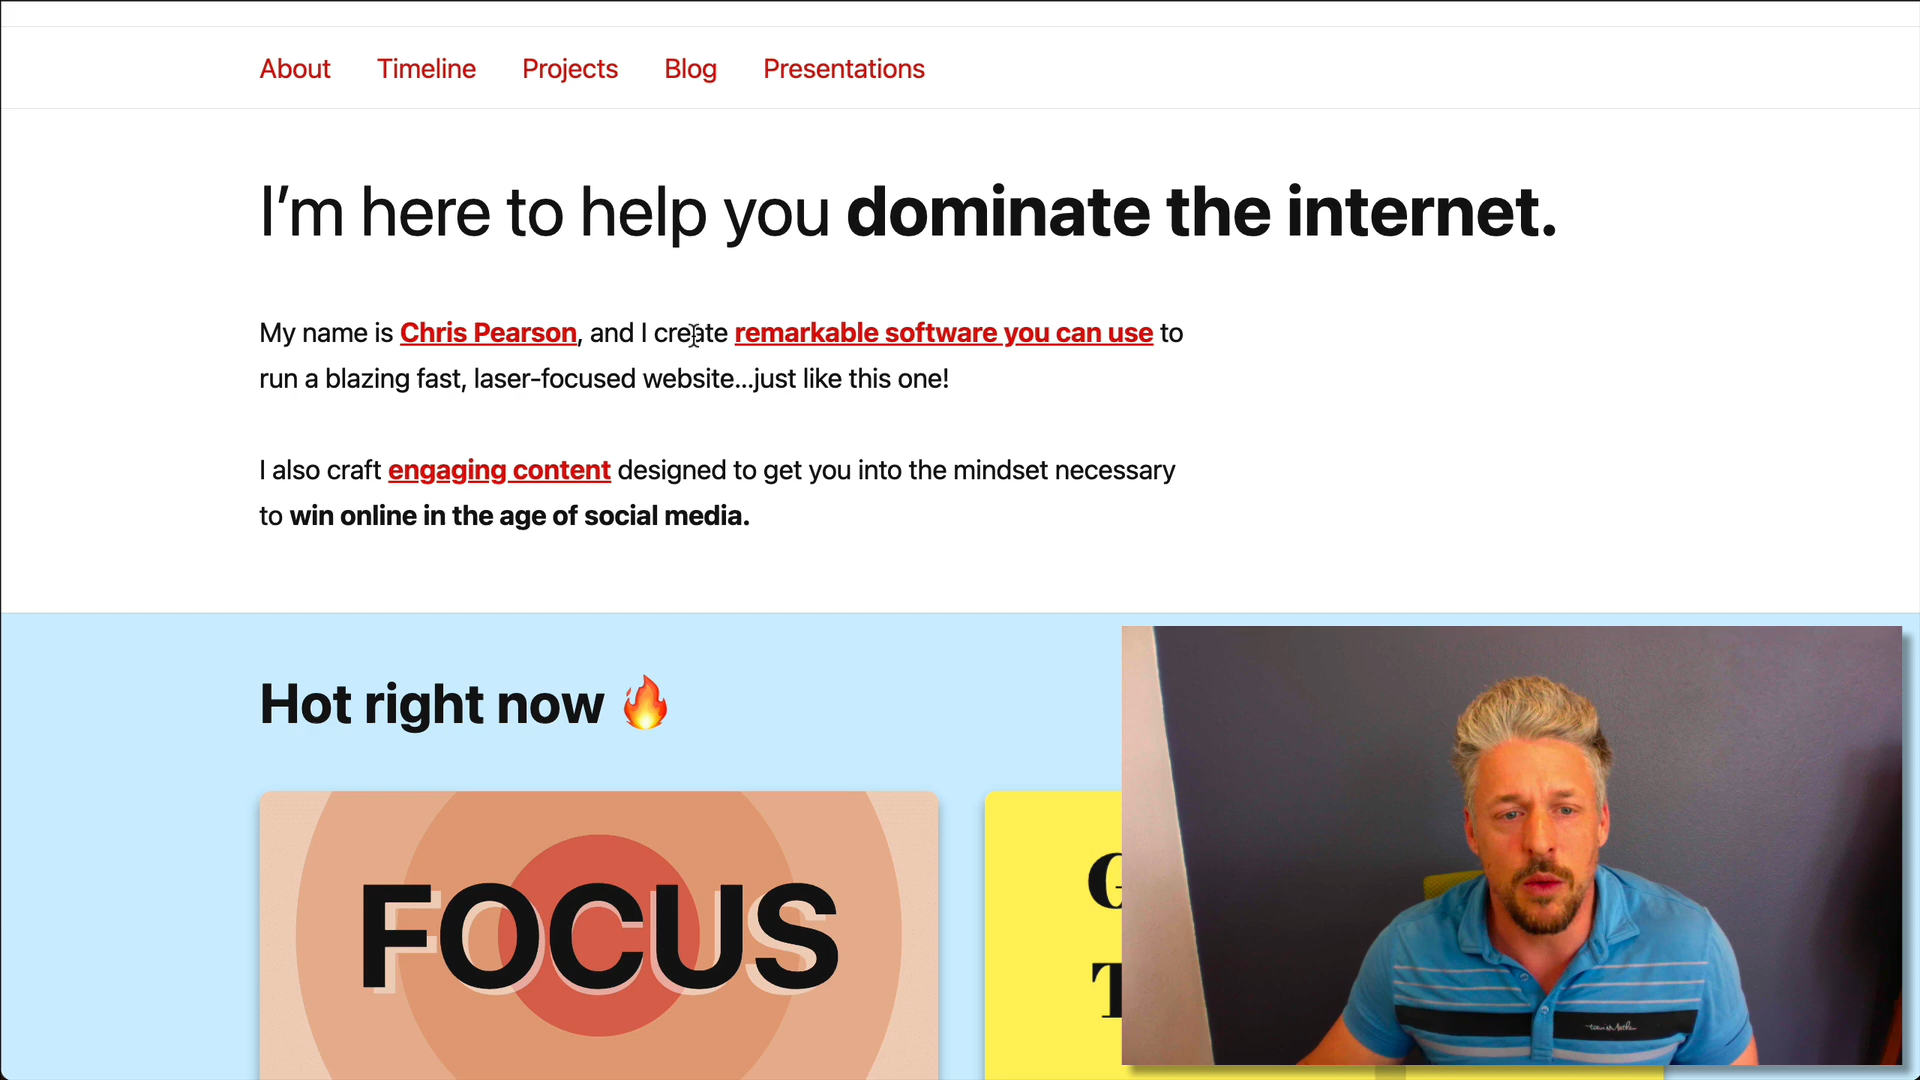 About Timeline Projects Blog Presentations
I’m here to help you dominate the internet.
My name is Chris Pearson, and I create remarkable software you can use to
run a blazing fast, laser-focused website...just like this one!
I also craft engaging content designed to get you into the mindset necessary
to win online in the age of social media.
Hot right now 🔥
FOCUS
G
T